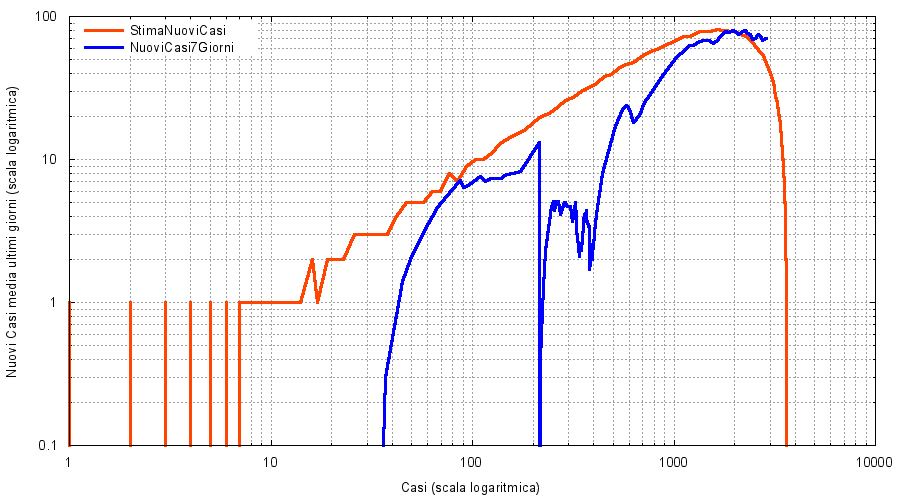 StimaNuoviCasi
NuoviCasi7Giorni
Nuovi Casi media ultimi giorni (scala logaritmica)
100
10
1
0.1
1
10
100
1000
10000
Casi (scala logaritmica)